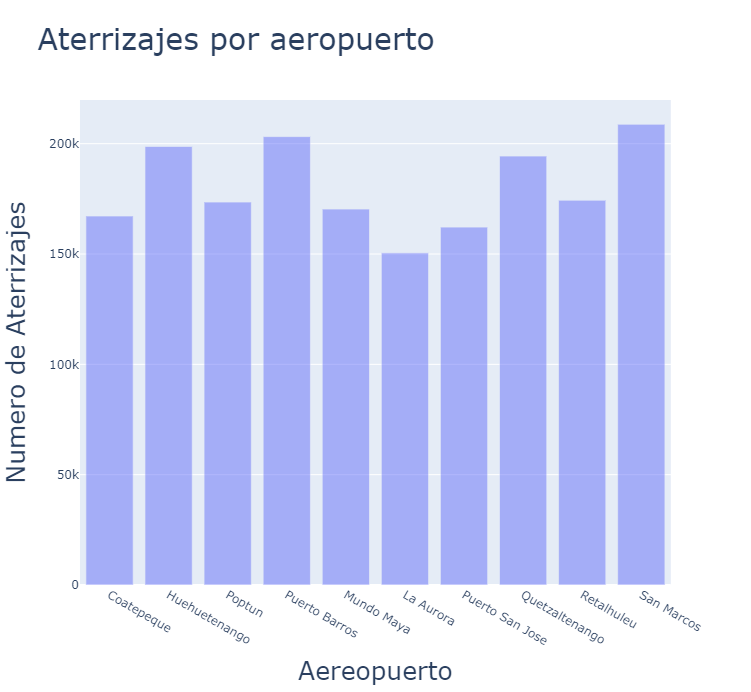 Aterrizajes por aeropuerto
Numero de Aterrrizajes
200k
150k
100k
50k
0
Coatepeque
Huehuetenango
Poptun
Puerto Barros
Mundo Maya
La Aurora
Puerto San Jose
Quetzaltenango
Retalhuleu
San Marcos
Aereopuerto